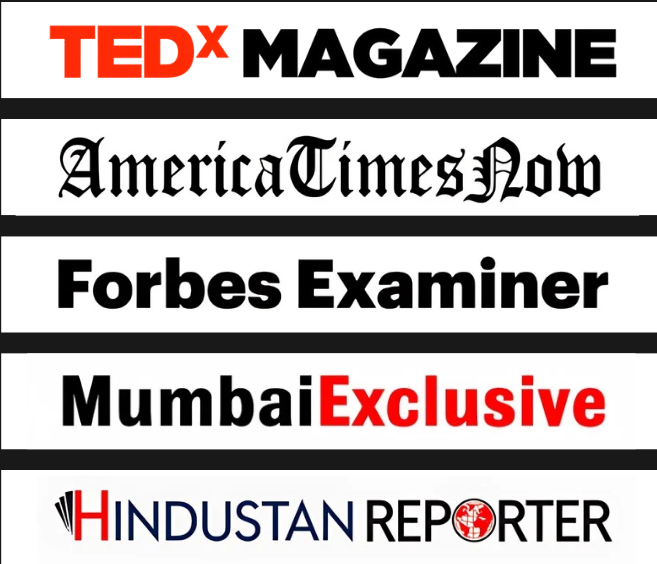 TEDx MAGAZINE
AmericaTimesNow
Forbes Examiner
MumbaiExclusive
HINDUSTAN REPORTER